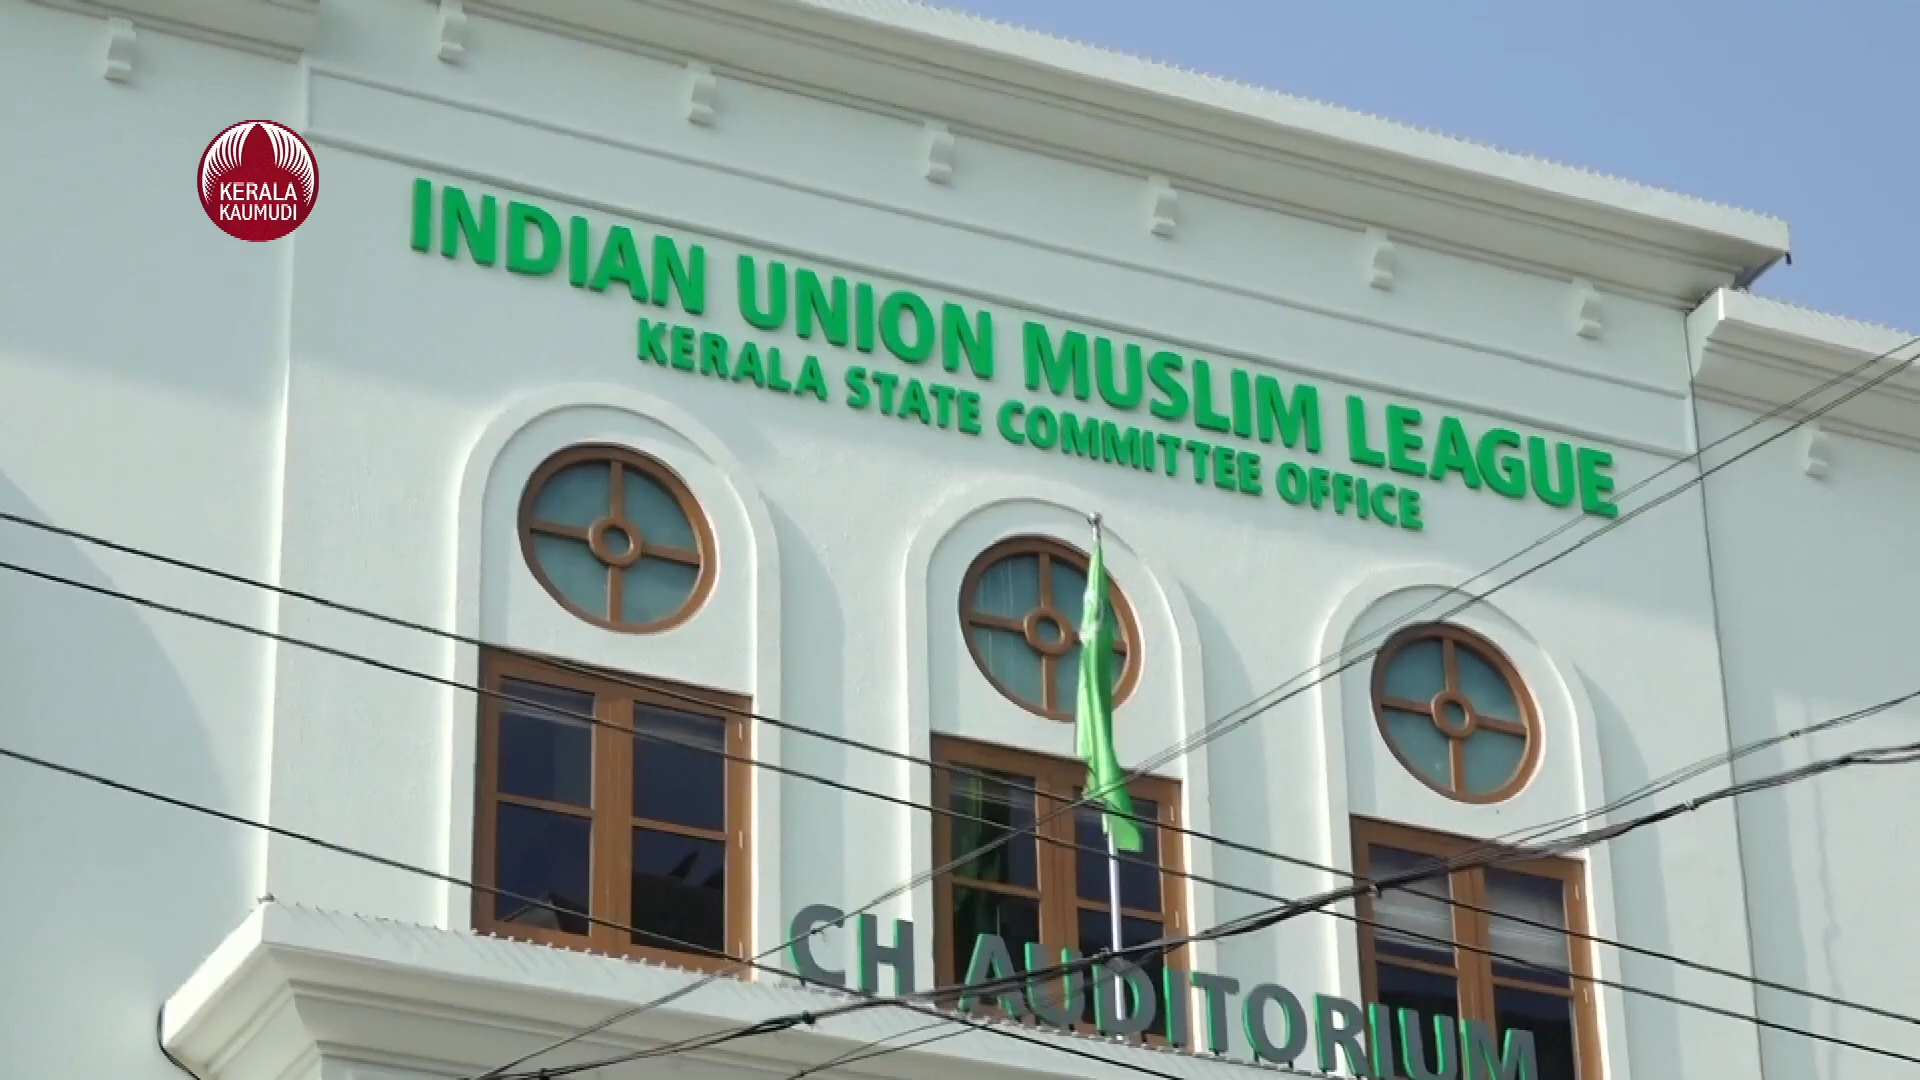 KERALA
KAUMUDI
INDIAN UNION MUSLIM LEAGUE
KERALA STATE COMMITTEE OFFICE
CH AUDITORIUM